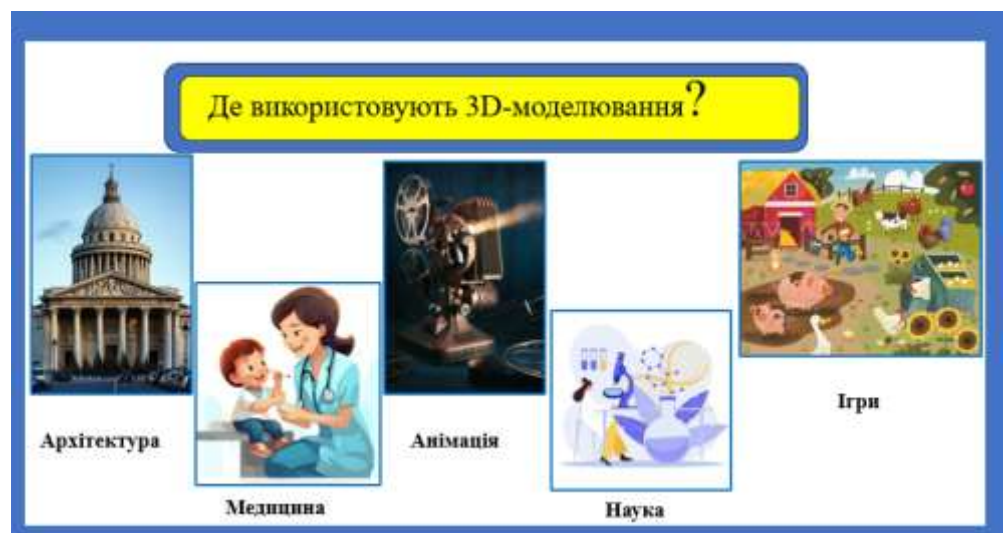 Де використовують 3D-моделювання?
Архітектура
Медицина
Анімація
Наука
Ігри